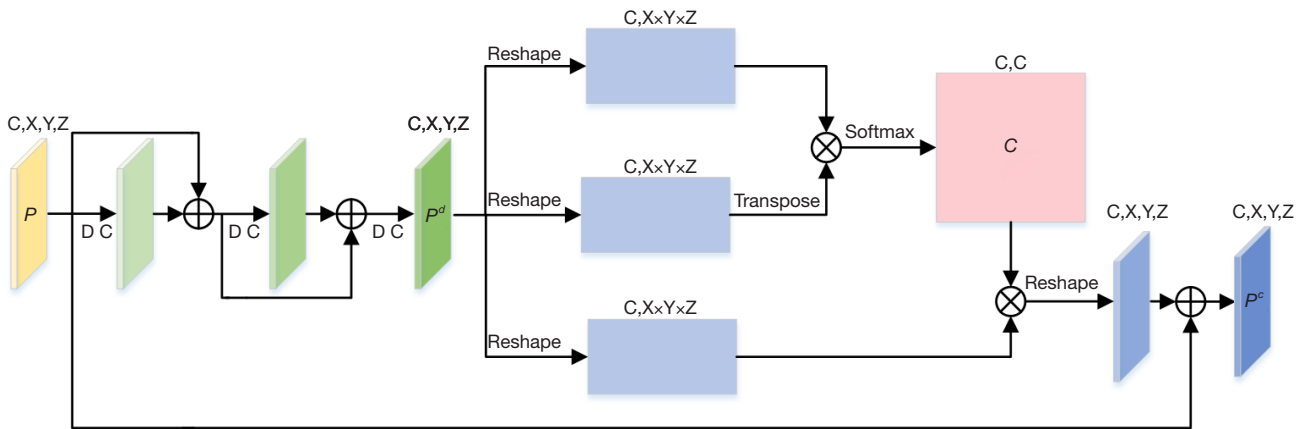 C,X×Y×Z
Reshape
C,C
C,X,Y,Z
C,X,Y,Z
Softmax
C
C,X×Y×Z
P
Reshape
Transpose
P^d
D C
D C
D C
C,X,Y,Z
C,X,Y,Z
Reshape
P^c
C,X×Y×Z
Reshape